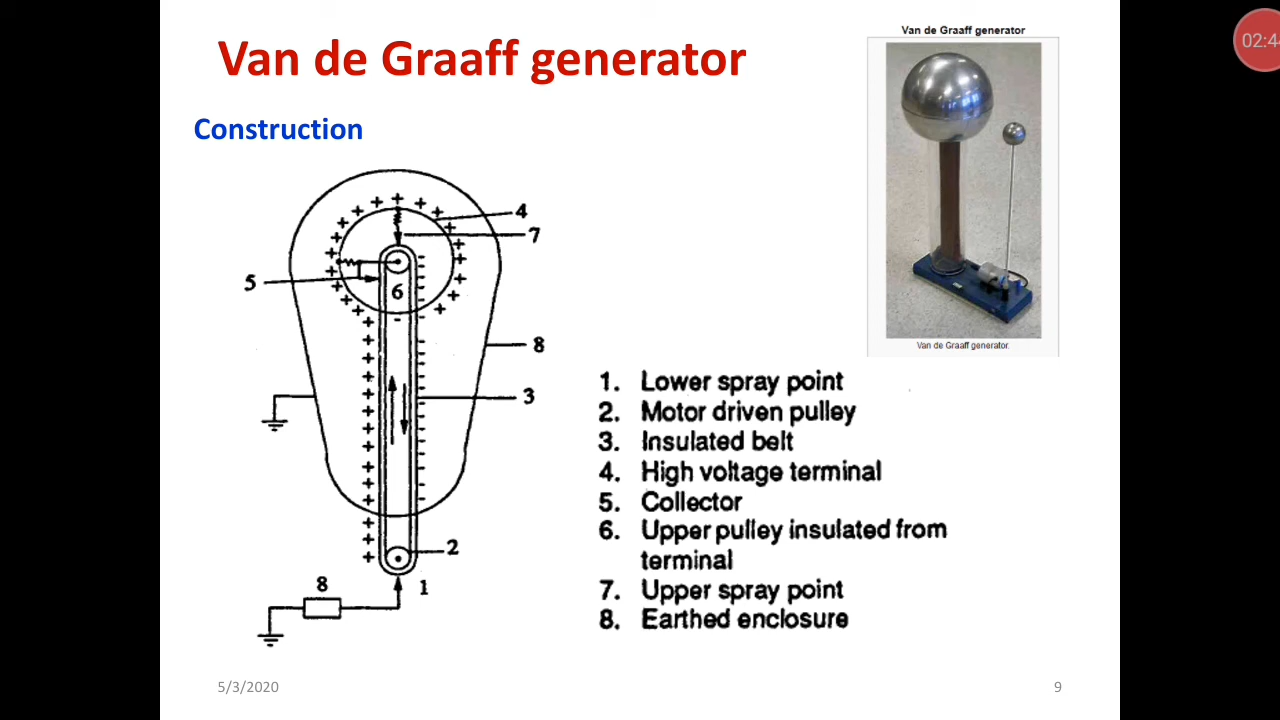 Van de Graaff generator
Van de Graaff generator
Construction
4
7
5
6
8
3
2
8
1
Van de Graaff generator.
1. Lower spray point
2. Motor driven pulley
3. Insulated belt
4. High voltage terminal
5. Collector
6. Upper pulley insulated from
terminal
7. Upper spray point
8. Earthed enclosure
5/3/2020
9